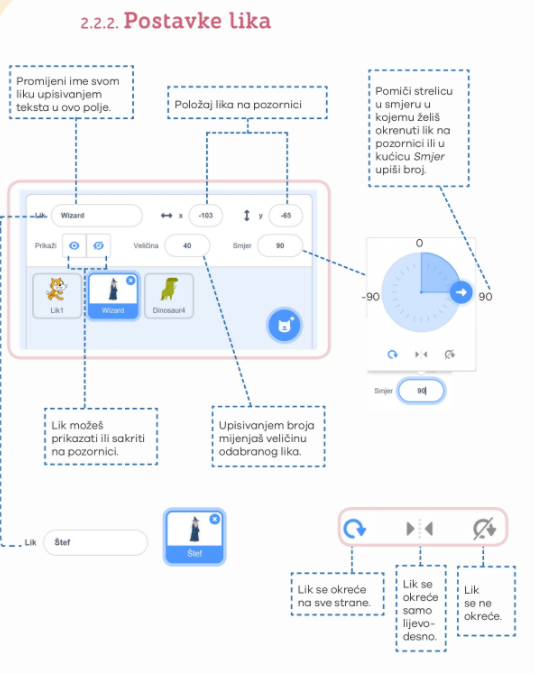 2.2.2. Postavke lika
Promijeni ime svom
liku upisivanjem
teksta u ovo polje.
Položaj lika na pozornici
Pomiči strelicu
u smjeru u
kojemu želiš
okrenuti lik na
pozornici ili u
kućicu Smjer
upiši broj.
Lik Wizard x -103 y -65
Prikaži Veličina 40 Smjer 90
Lik1 Wizard Dinosaur4
0
-90 90
Smjer 90
Lik možeš
prikazati ili sakriti
na pozornici.
Upisivanjem broja
mijenjaš veličinu
odabranog lika.
Lik Štef
Štef
Lik se okreće
na sve strane.
Lik se
okreće
samo
lijevo-
desno.
Lik
se ne
okreće.